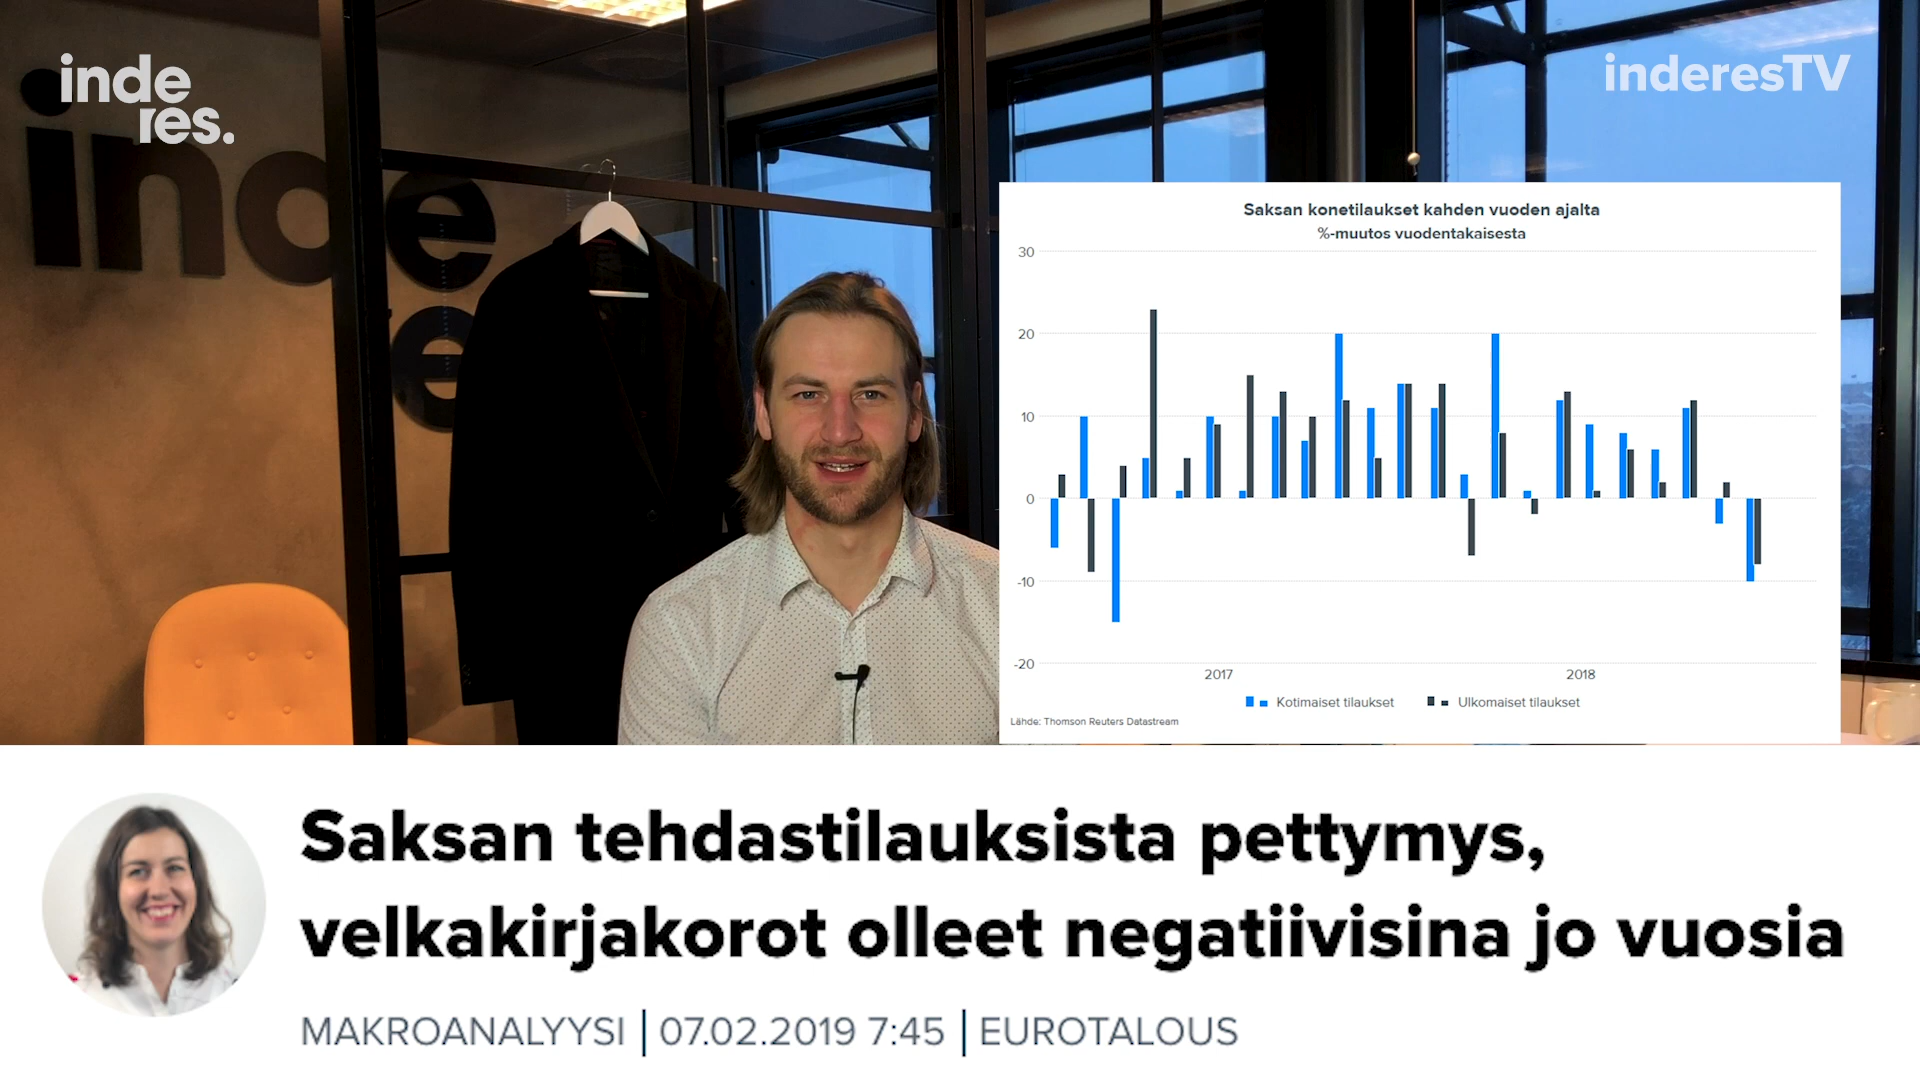 inde
res.
inderesTV
inde
e
Saksan konetilaukset kahden vuoden ajalta
%-muutos vuodentakaisesta
30
20
10
0
-10
-20
2017
2018
Kotimaiset tilaukset
Ulkomaiset tilaukset
Lähde: Thomson Reuters Datastream
Saksan tehdastilauksista pettymys,
velkakirjakorot olleet negatiivisina jo vuosia
MAKROANALYYSI | 07.02.2019 7:45 | EUROTALOUS